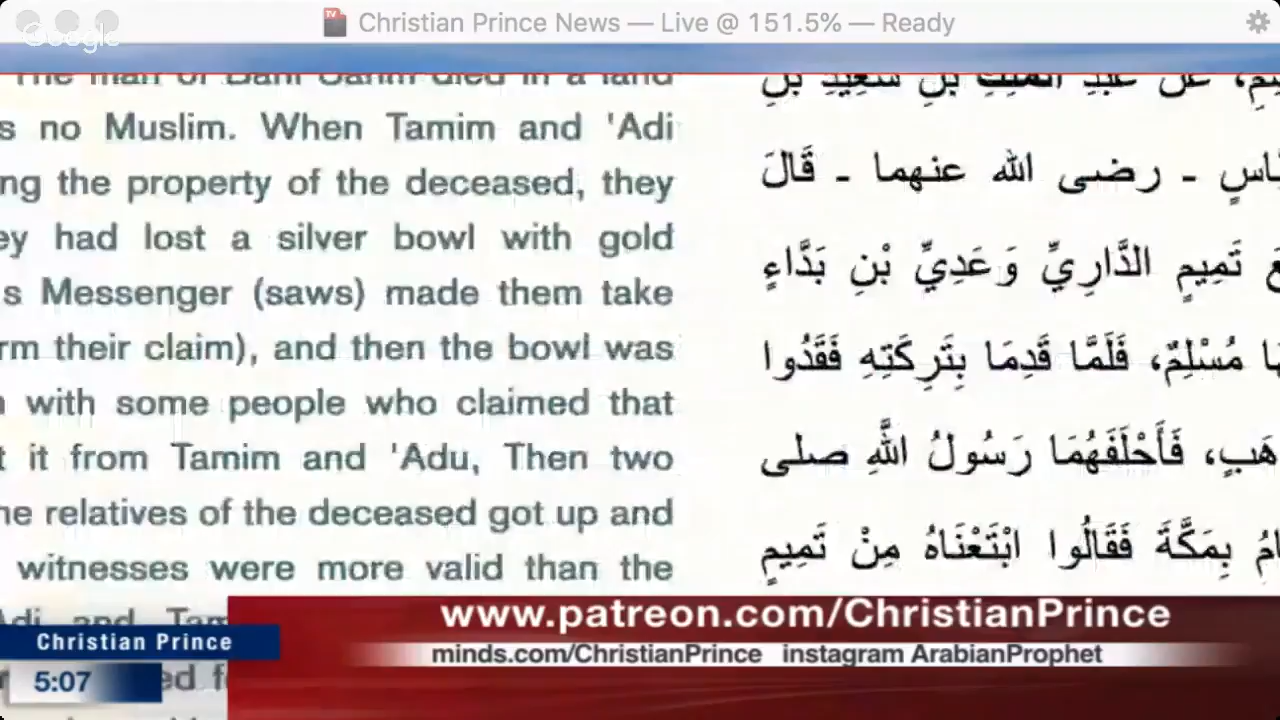 Christian Prince News — Live @ 151.5% — Ready
Google
The man of Bani Sahm died in a land
s no Muslim. When Tamim and 'Adi
ng the property of the deceased, they
ey had lost a silver bowl with gold
s Messenger (saws) made them take
rm their claim), and then the bowl was
with some people who claimed that
t it from Tamim and 'Adu, Then two
he relatives of the deceased got up and
witnesses were more valid than the
Adi and Tam
ed f
عَنْ عَبْدِ الْمَلِكِ بْنِ سَعِيدِ بْنِ
ـ رضى الله عنهما ـ قَالَ
تَمِيمٍ الدَّارِيِّ وَعَدِيِّ بْنِ بَدَّاءٍ
مُسْلِمٌ، فَلَمَّا قَدِمَا بِتَرِكَتِهِ فَقَدُوا
هَبٍ، فَأَحْلَفَهُمَا رَسُولُ اللَّهِ صلى
امُ بِمَكَّةَ فَقَالُوا ابْتَعْنَاهُ مِنْ تَمِيمٍ
www.patreon.com/ChristianPrince
Christian Prince
minds.com/ChristianPrince instagram ArabianProphet
5:07